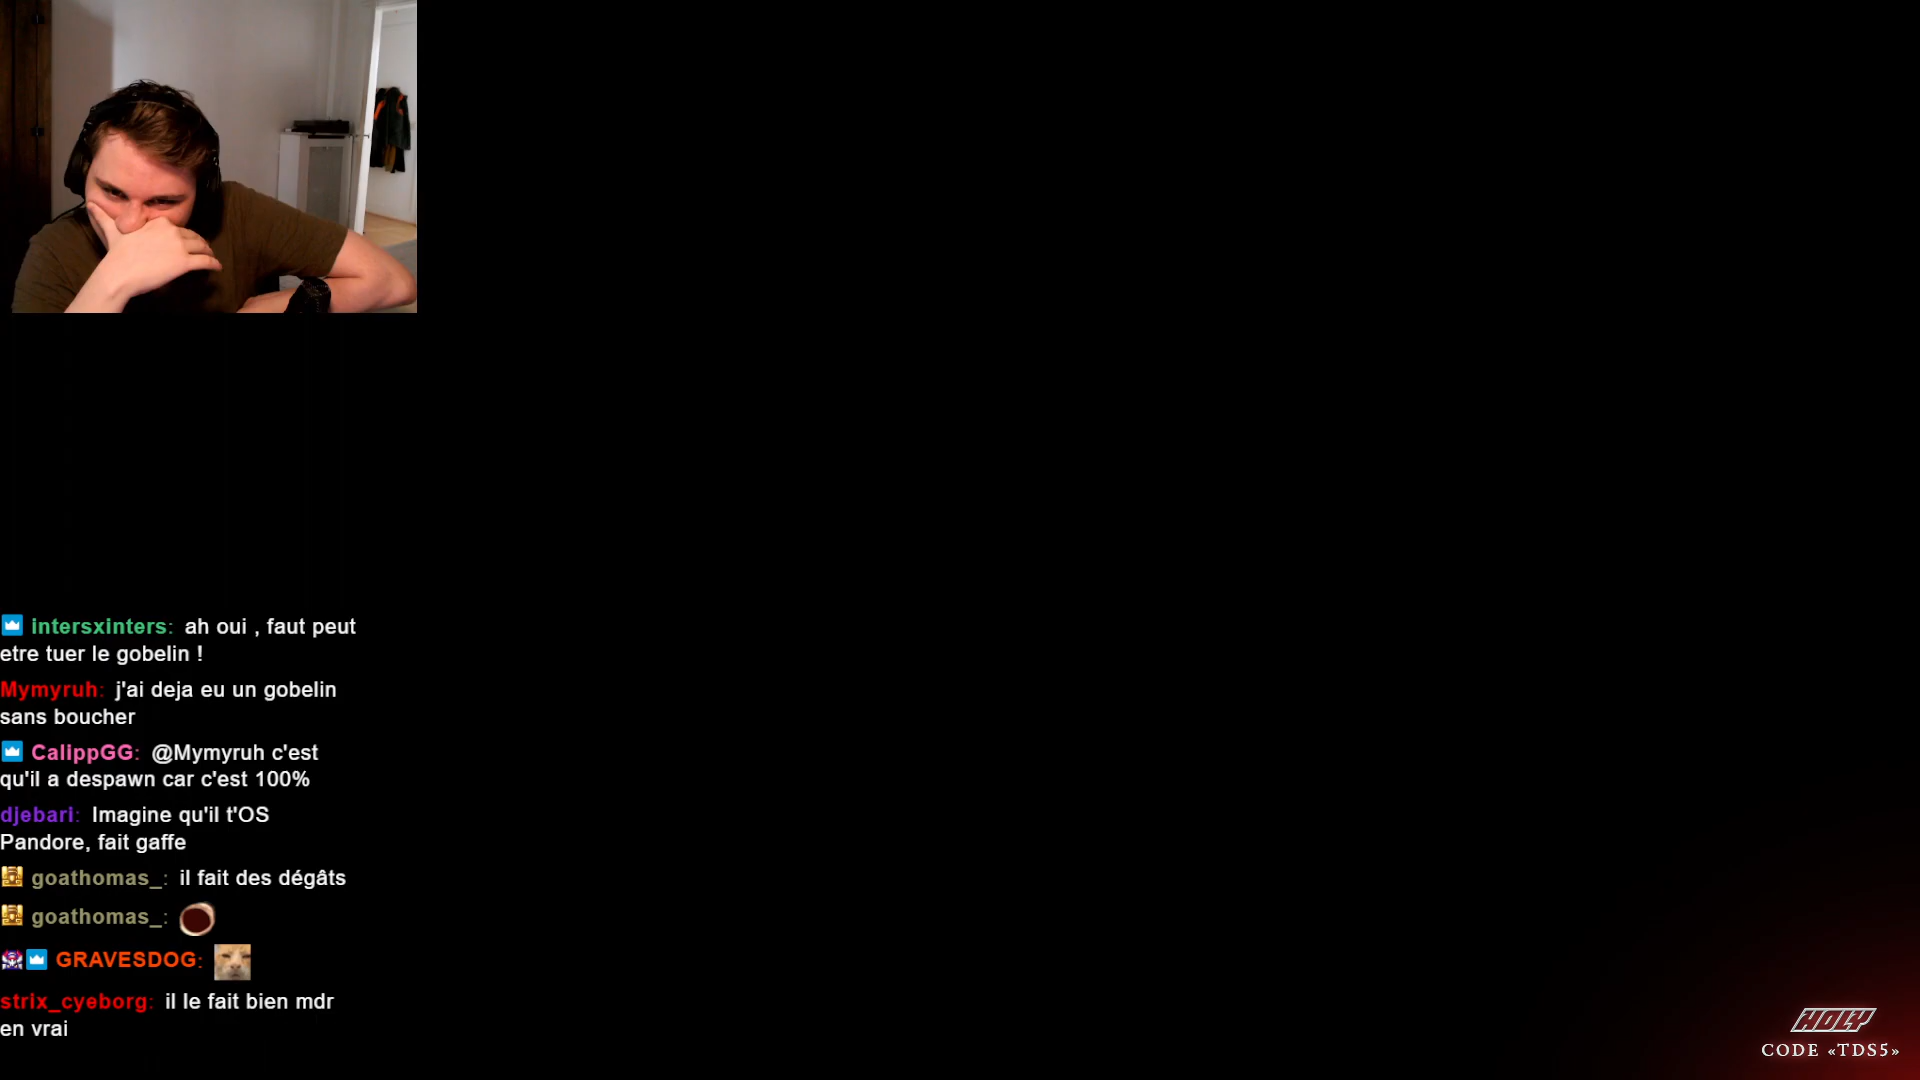 intersxinters: ah oui , faut peut
etre tuer le gobelin !
Mymyruh: j'ai deja eu un gobelin
sans boucher
CalippGG: @Mymyruh c'est
qu'il a despawn car c'est 100%
djebari: Imagine qu'il t'OS
Pandore, fait gaffe
goathomas_: il fait des dégâts
goathomas_:
GRAVESDOG:
strix_cyeborg: il le fait bien mdr
en vrai
HOLY
CODE «TDS5»